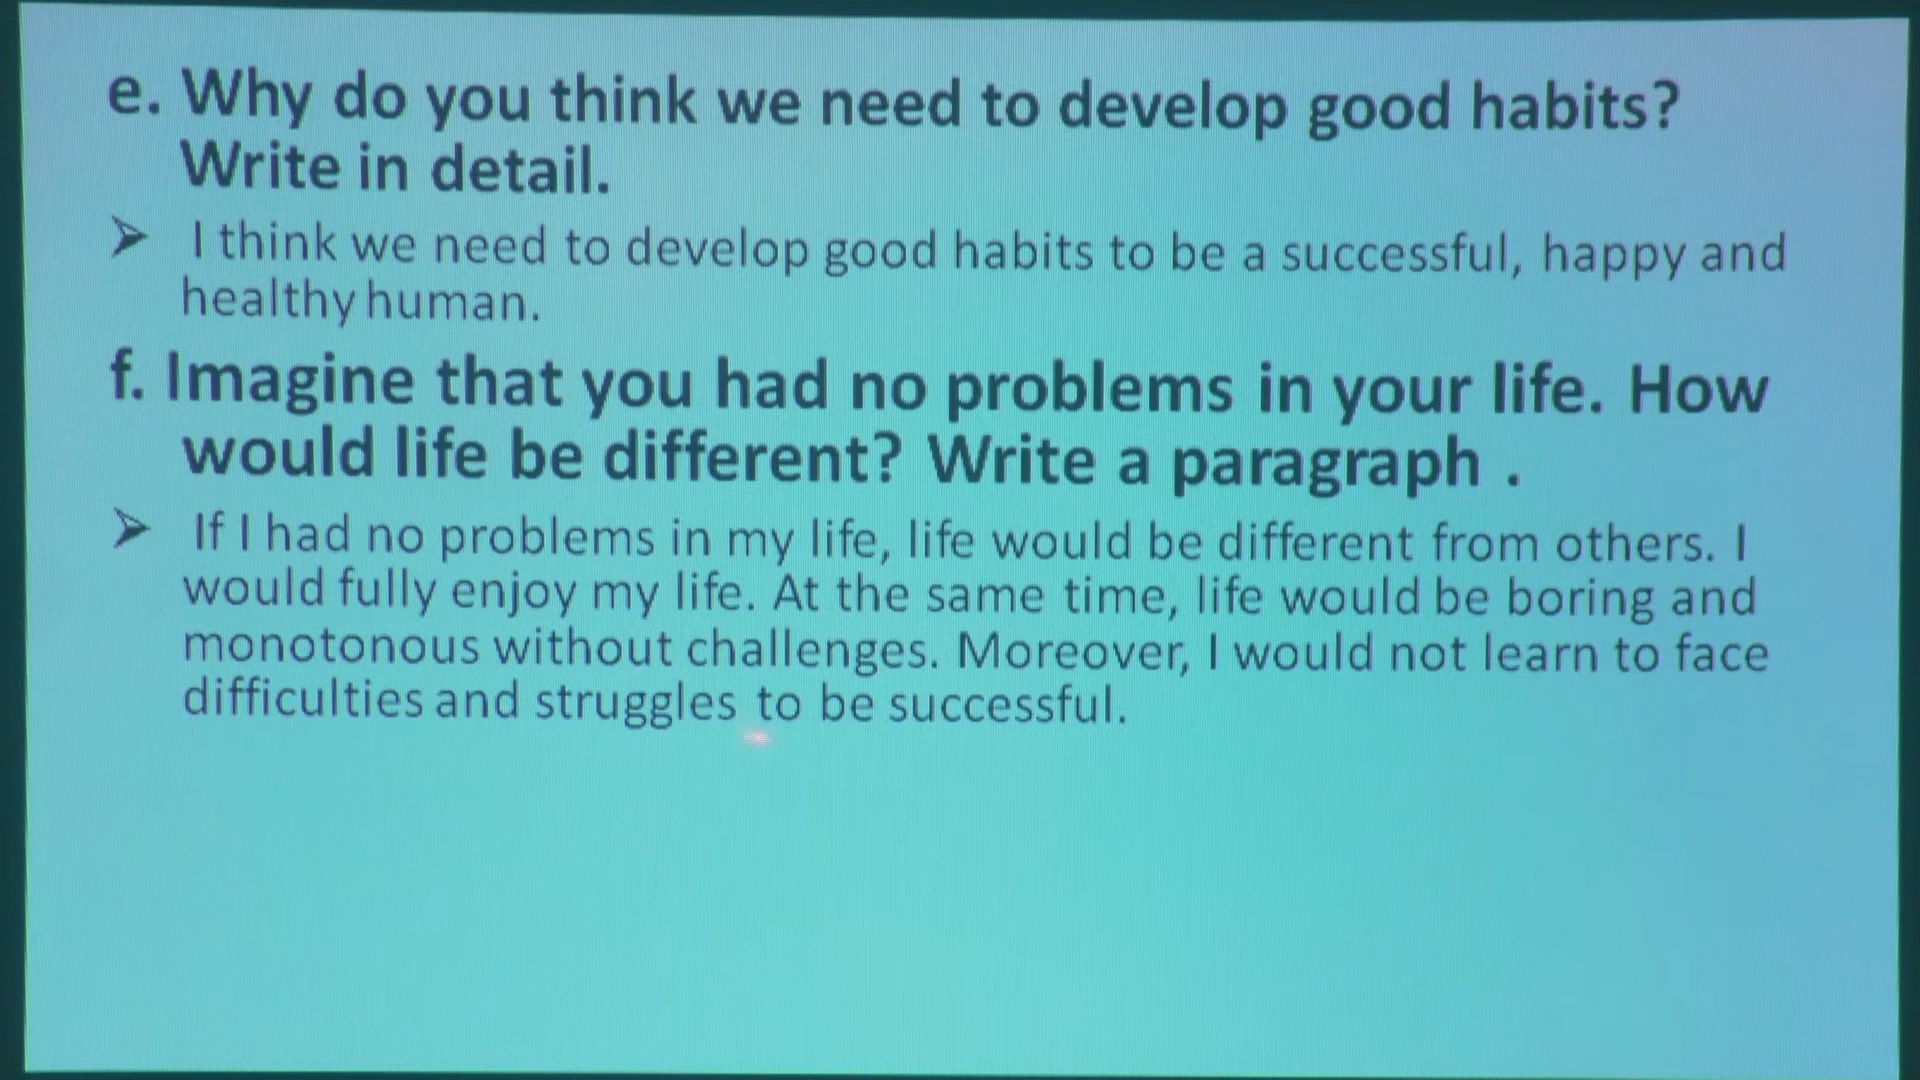 e. Why do you think we need to develop good habits?
Write in detail.
➢ I think we need to develop good habits to be a successful, happy and
healthy human.
f. Imagine that you had no problems in your life. How
would life be different? Write a paragraph .
➢ If I had no problems in my life, life would be different from others. I
would fully enjoy my life. At the same time, life would be boring and
monotonous without challenges. Moreover, I would not learn to face
difficulties and struggles to be successful.